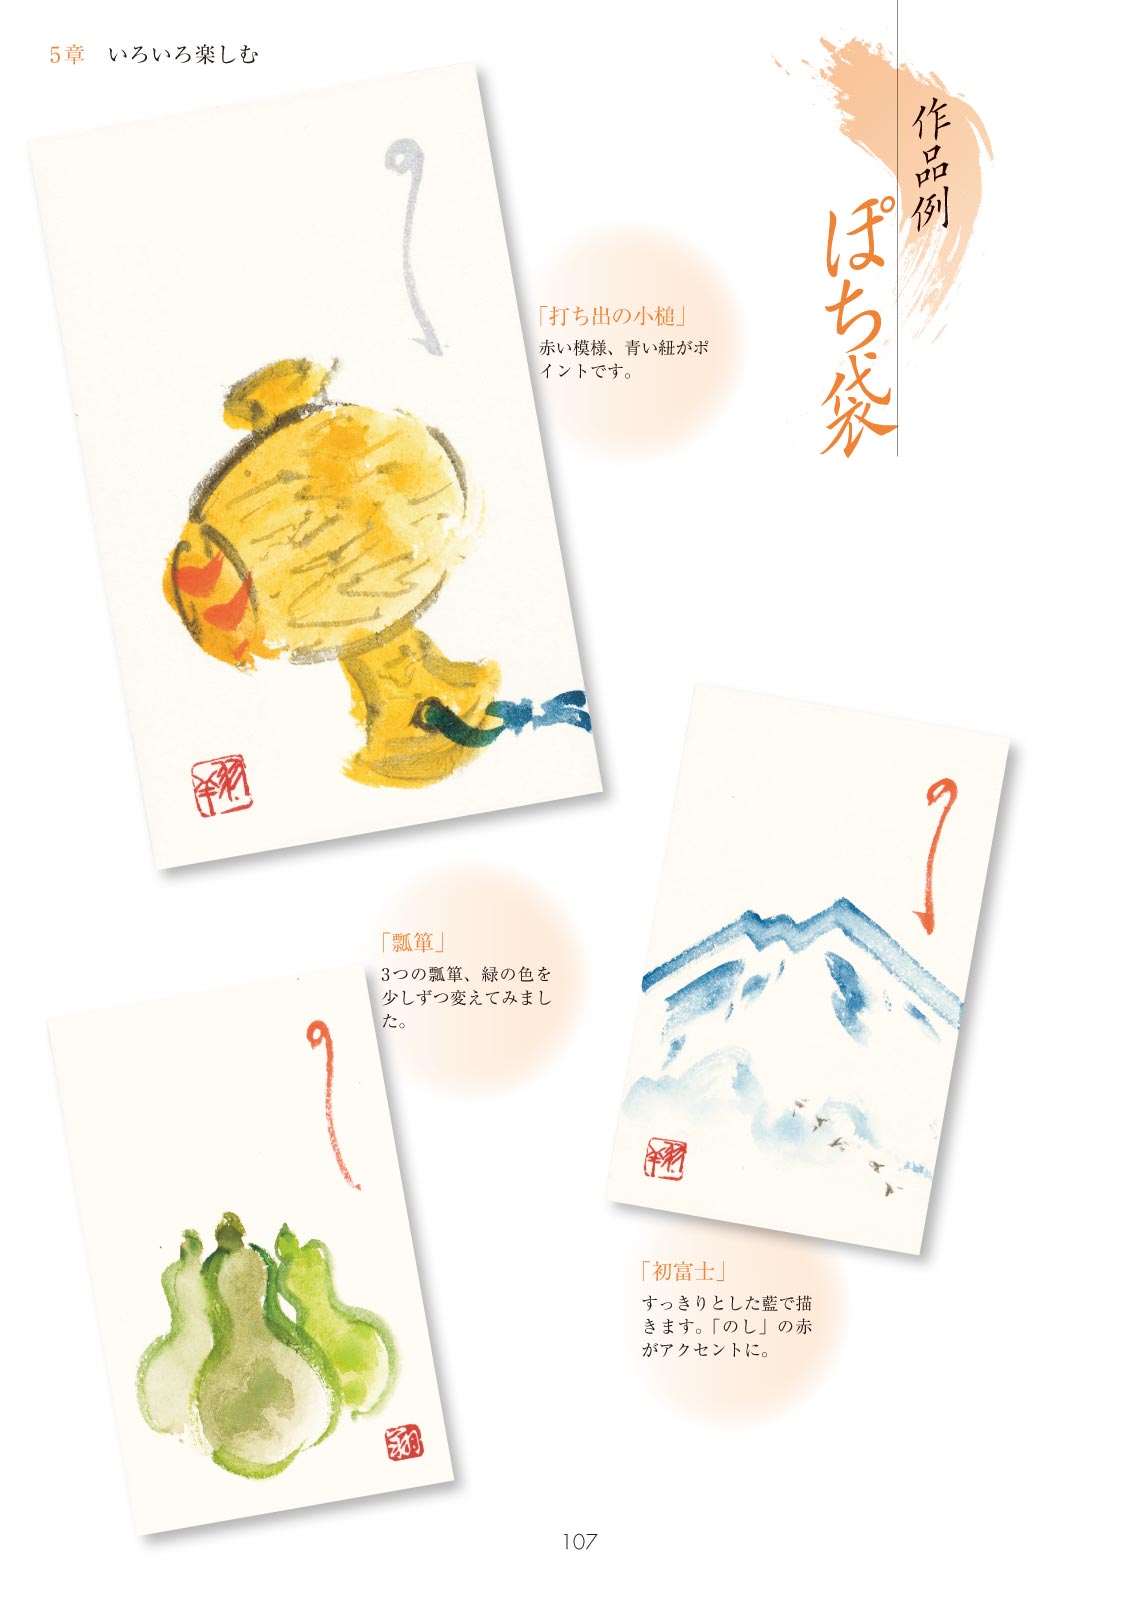 5章 いろいろ楽しむ
作品例
ぽち袋
「打ち出の小槌」
赤い模様、青い紐がポ
イントです。
「瓢箪」
3つの瓢箪、緑の色を
少しずつ変えてみまし
た。
「初富士」
すっきりとした藍で描
きます。「のし」の赤
がアクセントに。
107